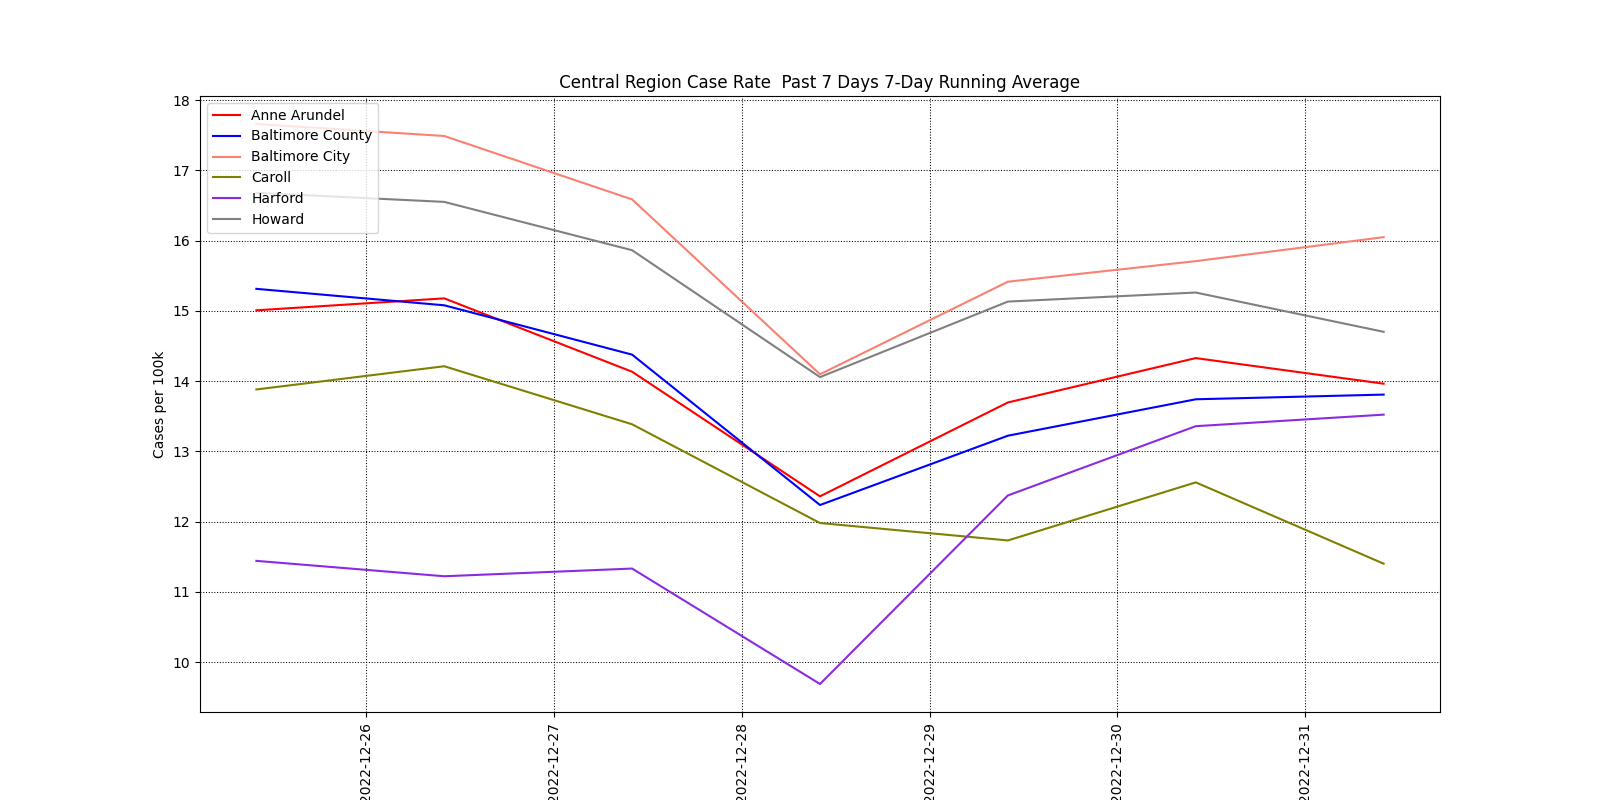 Central Region Case Rate  Past 7 Days 7-Day Running Average
Cases per 100k
18
17
16
15
14
13
12
11
10
Anne Arundel
Baltimore County
Baltimore City
Caroll
Harford
Howard
2022-12-26
2022-12-27
2022-12-28
2022-12-29
2022-12-30
2022-12-31